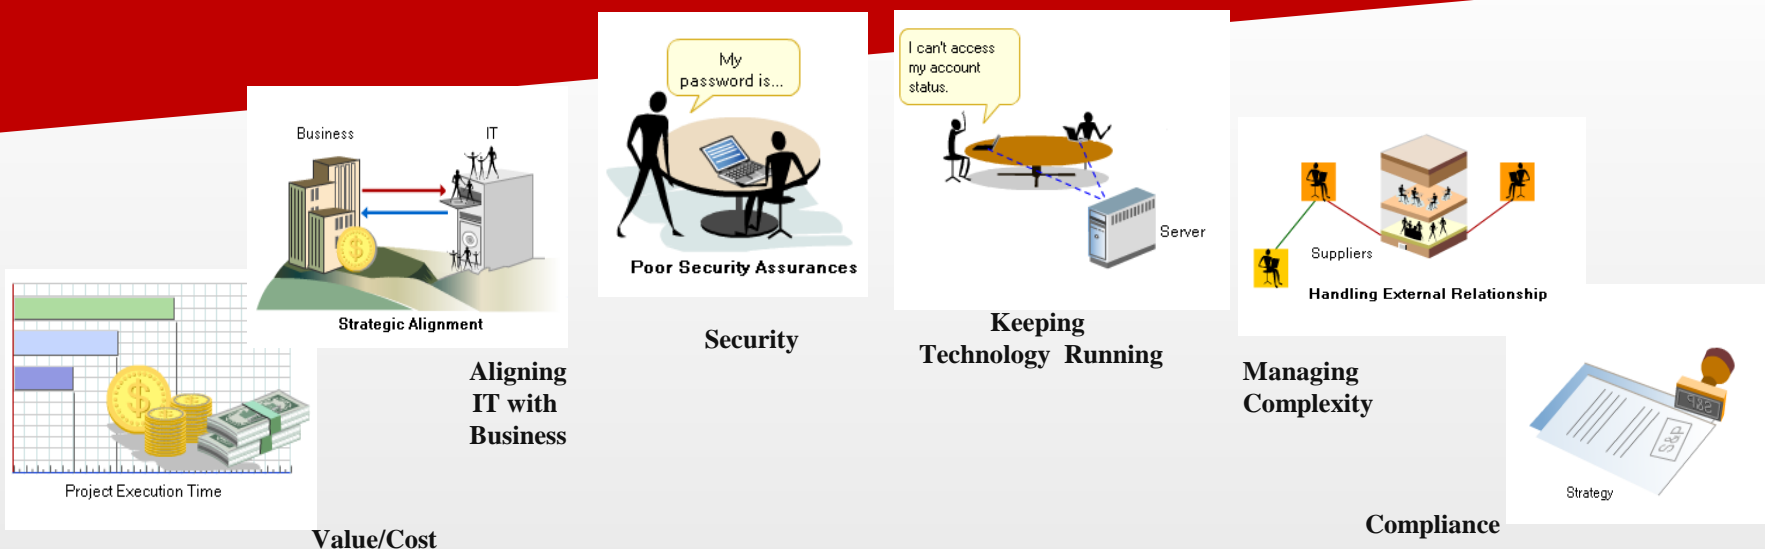 My
password is...
I can't access
my account
status.
Business
IT
Server
Suppliers
Poor Security Assurances
Handling External Relationship
Strategic Alignment
Keeping
Technology  Running
Security
Aligning
IT with
Business
Managing
Complexity
S&P
S&P
Project Execution Time
Strategy
Value/Cost
Compliance